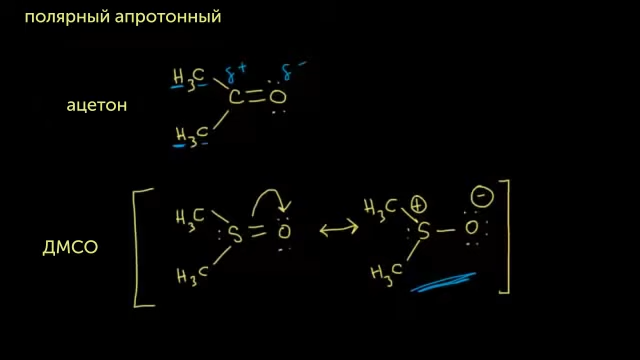 полярный апротонный
H₃C δ+ δ-
ацетон C=O
H₃C
H₃C H₃C + -
ДМСО :S=O ↔ :S-O
H₃C H₃C